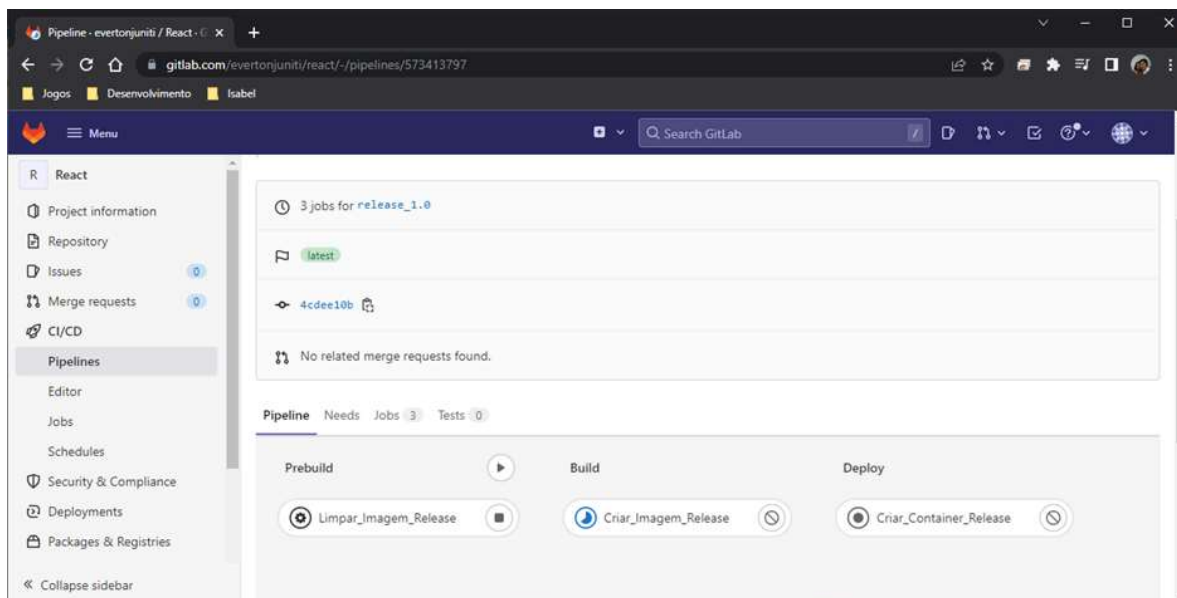 Pipeline · evertonjuniti / React · G
gitlab.com/evertonjuniti/react/-/pipelines/573413797
Jogos Desenvolvimento Isabel
Menu
Search GitLab /
R React
Project information
Repository
Issues 0
Merge requests 0
CI/CD
Pipelines
Editor
Jobs
Schedules
Security & Compliance
Deployments
Packages & Registries
Collapse sidebar
3 jobs for release_1.0
latest
4cdee10b
No related merge requests found.
Pipeline Needs Jobs 3 Tests 0
Prebuild Build Deploy
Limpar_Imagem_Release Criar_Imagem_Release Criar_Container_Release